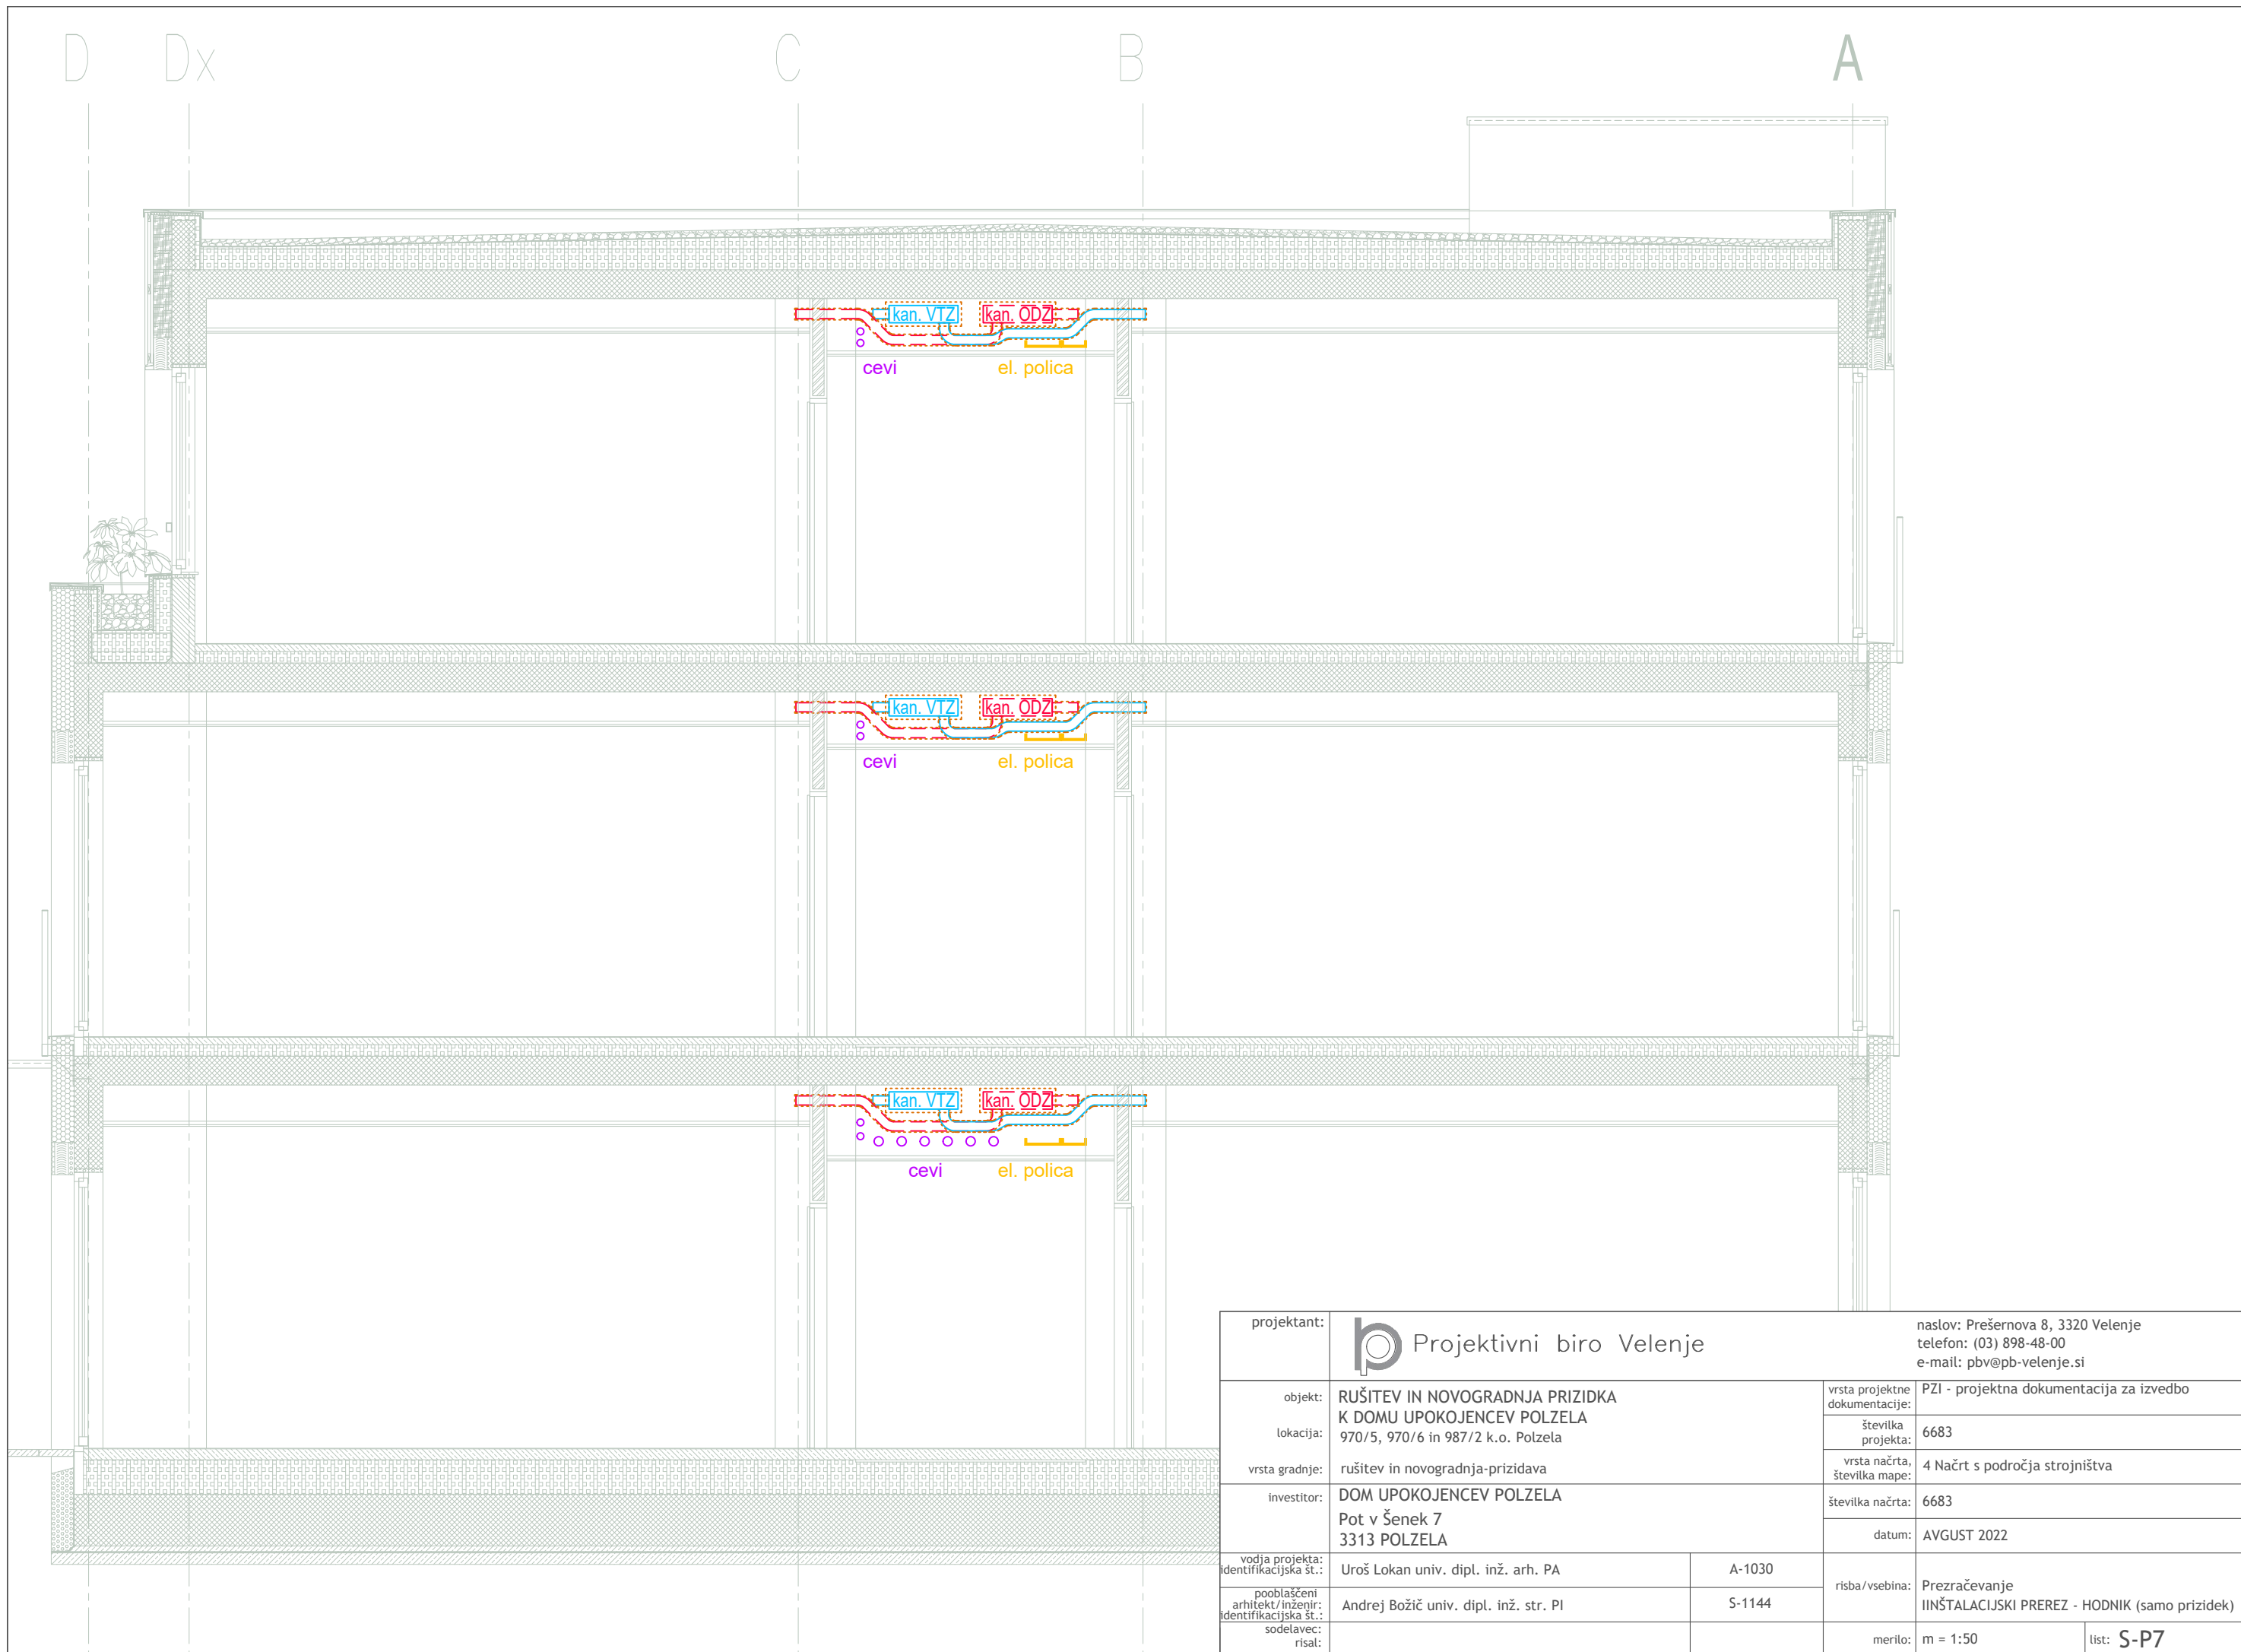 D Dx C B A
kan. VTZ kan. ODZ
cevi el. polica
kan. VTZ kan. ODZ
cevi el. polica
kan. VTZ kan. ODZ
cevi el. polica
projektant:
Projektivni biro Velenje
naslov: Prešernova 8, 3320 Velenje
telefon: (03) 898-48-00
e-mail: pbv@pb-velenje.si
objekt: RUŠITEV IN NOVOGRADNJA PRIZIDKA
K DOMU UPOKOJENCEV POLZELA
lokacija: 970/5, 970/6 in 987/2 k.o. Polzela
vrsta gradnje: rušitev in novogradnja-prizidava
investitor: DOM UPOKOJENCEV POLZELA
Pot v Šenek 7
3313 POLZELA
vrsta projektne
dokumentacije: PZI - projektna dokumentacija za izvedbo
številka
projekta: 6683
vrsta načrta,
številka mape: 4 Načrt s področja strojništva
številka načrta: 6683
datum: AVGUST 2022
vodja projekta:
identifikacijska št.: Uroš Lokan univ. dipl. inž. arh. PA A-1030
pooblaščeni
arhitekt/inženir:
identifikacijska št.: Andrej Božič univ. dipl. inž. str. PI S-1144
sodelavec:
risal:
risba/vsebina: Prezračevanje
IINŠTALACIJSKI PREREZ - HODNIK (samo prizidek)
merilo: m = 1:50 list: S-P7